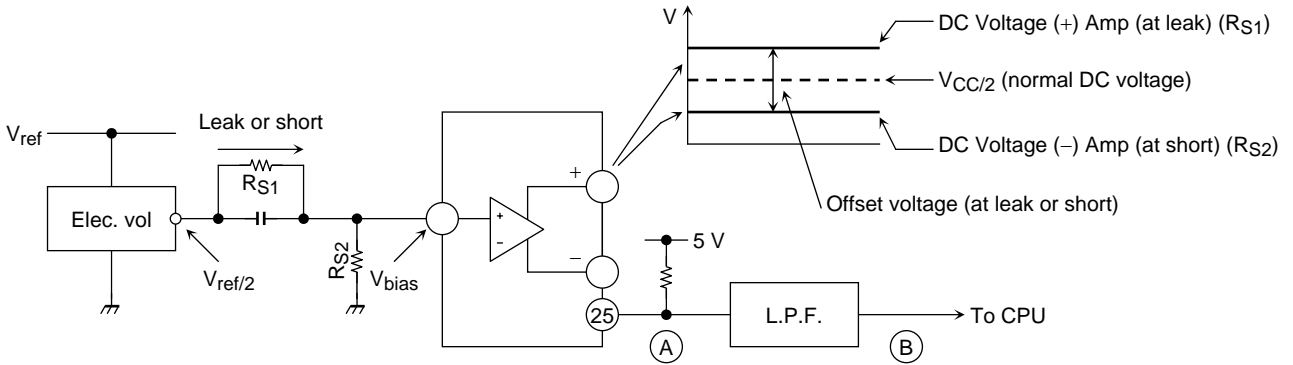 V
DC Voltage (+) Amp (at leak) (RS1)
VCC/2 (normal DC voltage)
DC Voltage (−) Amp (at short) (RS2)
Offset voltage (at leak or short)
Leak or short
Vref
RS1
Elec. vol
Vref/2
RS2
Vbias
+
−
+
−
5 V
25
L.P.F.
To CPU
A
B